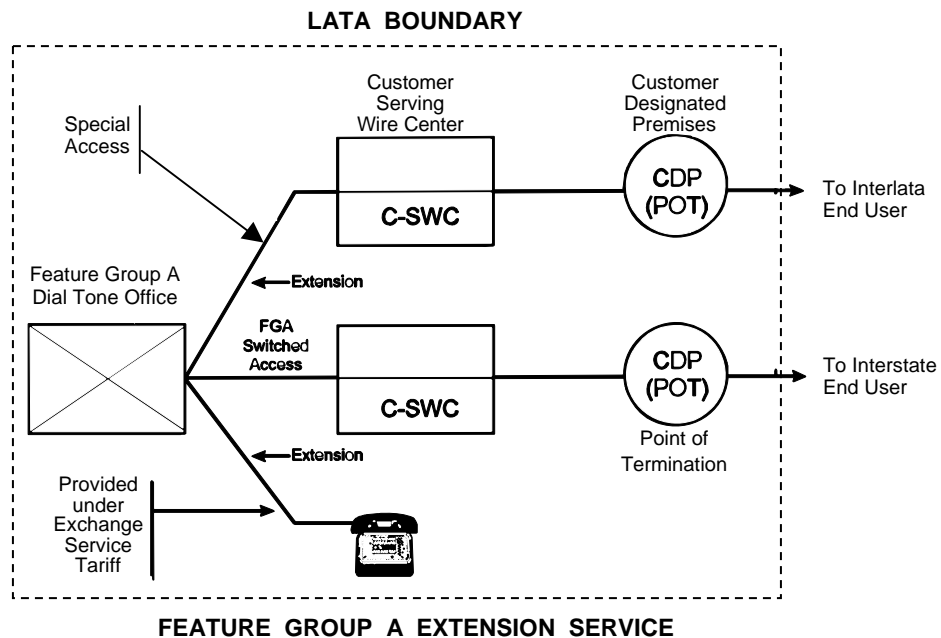 LATA BOUNDARY
Special
Access
Customer
Serving
Wire Center
Customer
Designated
Premises
C-SWC
CDP
(POT)
To Interlata
End User
Feature Group A
Dial Tone Office
Extension
FGA
Switched
Access
C-SWC
CDP
(POT)
To Interstate
End User
Point of
Termination
Extension
Provided
under
Exchange
Service
Tariff
FEATURE GROUP A EXTENSION SERVICE